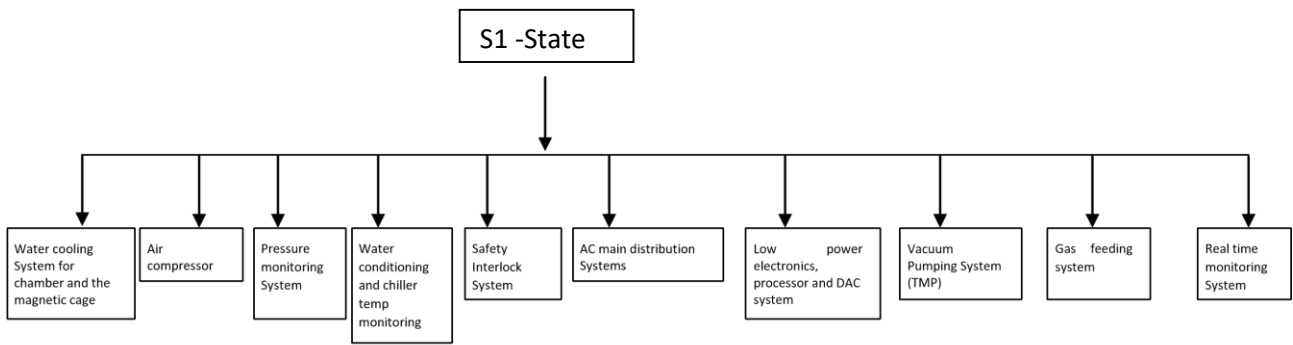 S1 -State
Water cooling
System for
chamber and the
magnetic cage
Air
compressor
Pressure
monitoring
System
Water
conditioning
and chiller
temp
monitoring
Safety
Interlock
System
AC main distribution
Systems
Low power
electronics,
processor and DAC
system
Vacuum
Pumping System
(TMP)
Gas feeding
system
Real time
monitoring
System